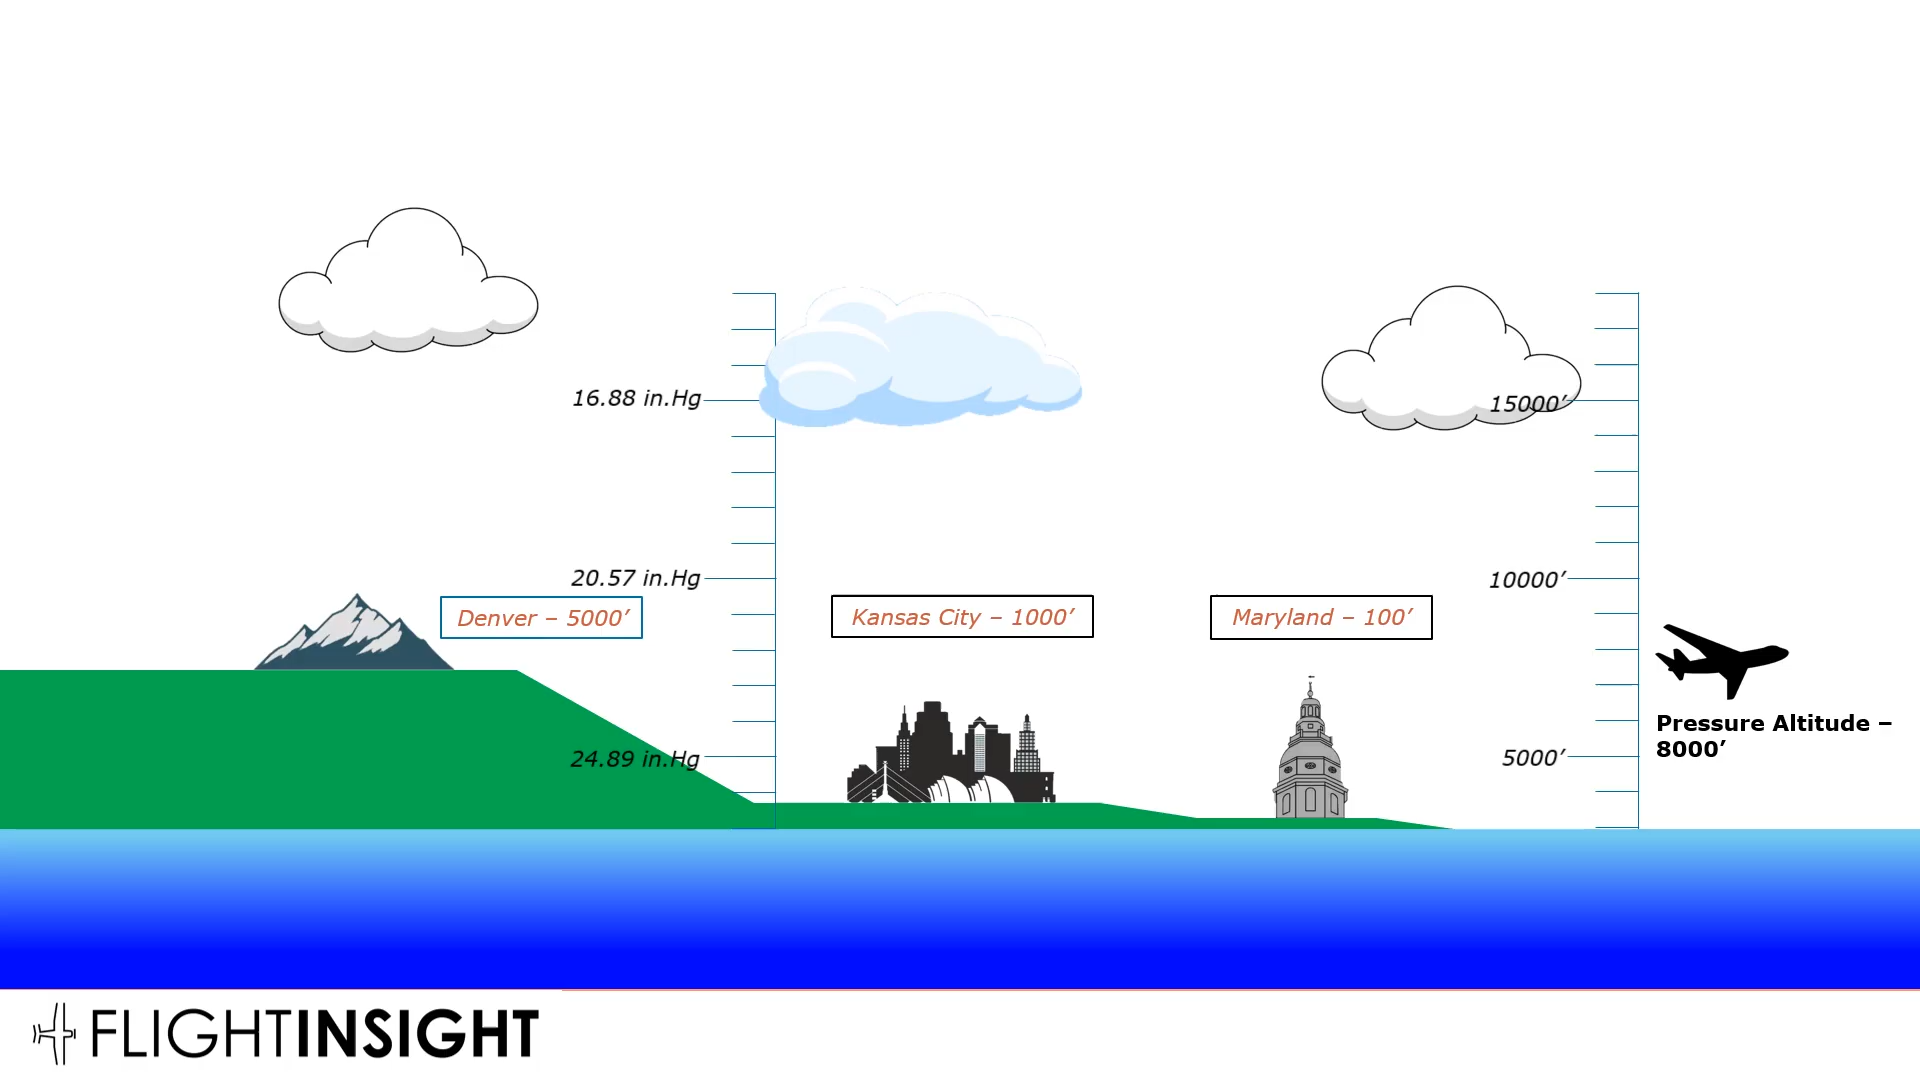 16.88 in.Hg
15000’
20.57 in.Hg
10000’
Denver – 5000’
Kansas City – 1000’
Maryland – 100’
Pressure Altitude –
8000’
24.89 in.Hg
5000’
FLIGHTINSIGHT